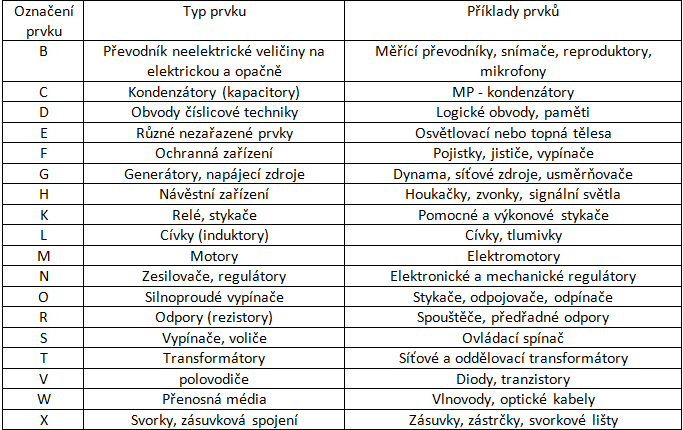 Označení prvku Typ prvku Příklady prvků
B Převodník neelektrické veličiny na elektrickou a opačně Měřící převodníky, snímače, reproduktory, mikrofony
C Kondenzátory (kapacitory) MP - kondenzátory
D Obvody číslicové techniky Logické obvody, paměti
E Různé nezařazené prvky Osvětlovací nebo topná tělesa
F Ochranná zařízení Pojistky, jističe, vypínače
G Generátory, napájecí zdroje Dynama, síťové zdroje, usměrňovače
H Návěstní zařízení Houkačky, zvonky, signální světla
K Relé, stykače Pomocné a výkonové stykače
L Cívky (induktory) Cívky, tlumivky
M Motory Elektromotory
N Zesilovače, regulátory Elektronické a mechanické regulátory
O Silnoproudé vypínače Stykače, odpojovače, odpínače
R Odpory (rezistory) Spouštěče, předřadné odpory
S Vypínače, voliče Ovládací spínač
T Transformátory Síťové a oddělovací transformátory
V polovodiče Diody, tranzistory
W Přenosná média Vlnovody, optické kabely
X Svorky, zásuvková spojení Zásuvky, zástrčky, svorkové lišty